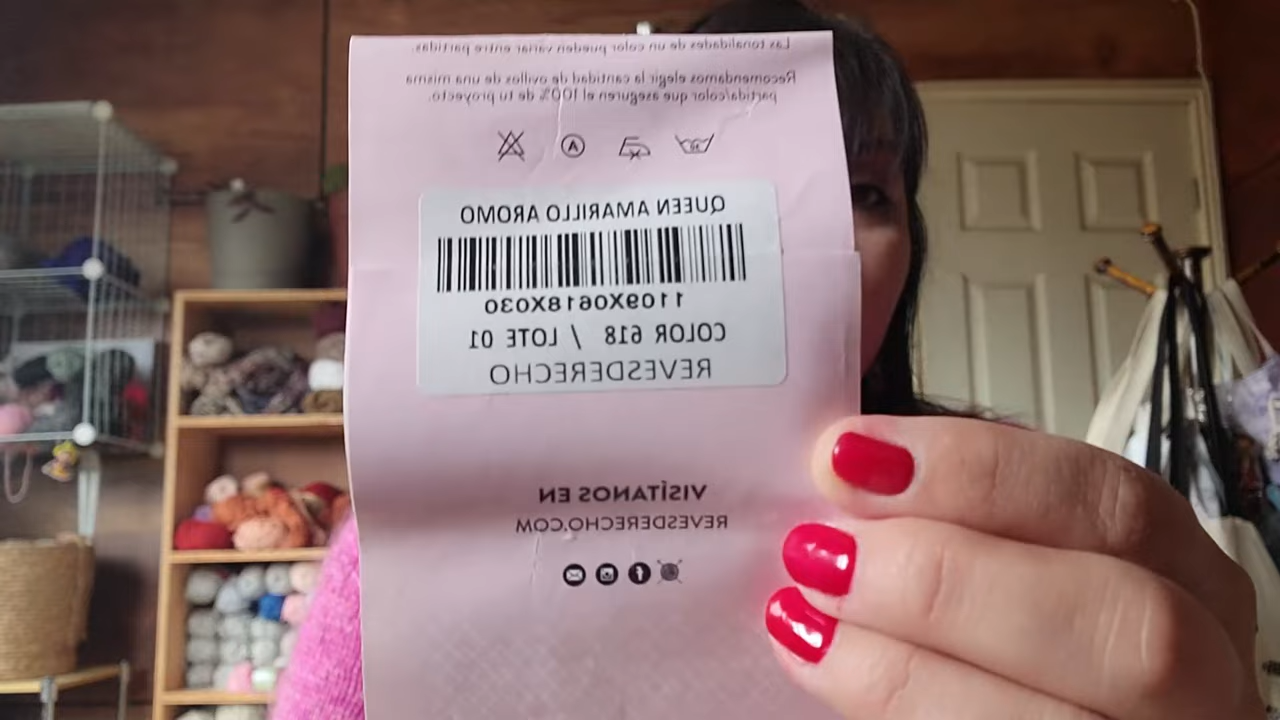 Las tonalidades de un color pueden variar entre partidas.
Recomendamos elegir la cantidad de ovillos de una misma
partida/color que aseguren el 100% de tu proyecto.
QUEEN AMARILLO AROMO
1109X0618X030
COLOR 618 / LOTE 01
REVESDERECHO
VISÍTANOS EN
REVESDERECHO.COM